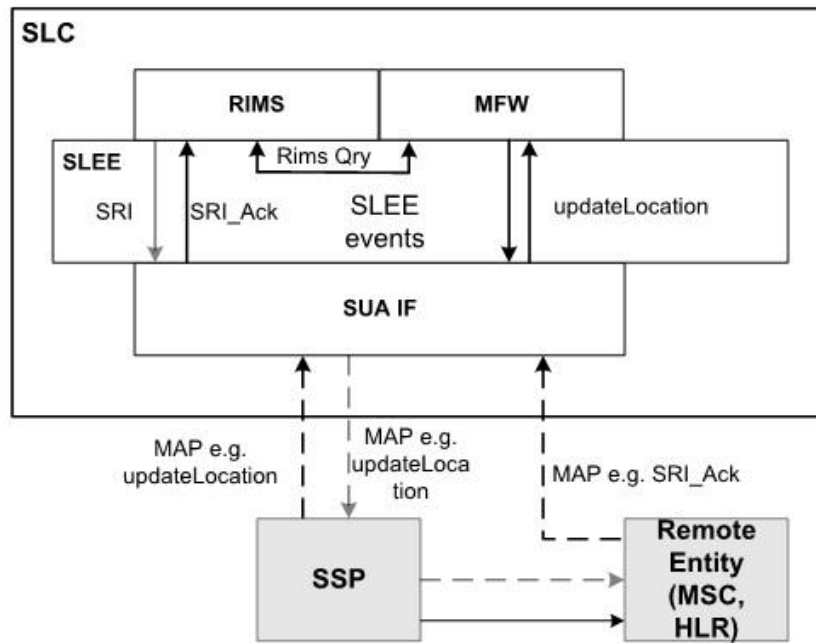 SLC
RIMS
MFW
SLEE
Rims Qry
SRI
SRI_Ack
SLEE
events
updateLocation
SUA IF
MAP e.g.
updateLocation
MAP e.g.
updateLoca
tion
MAP e.g. SRI_Ack
SSP
Remote
Entity
(MSC,
HLR)